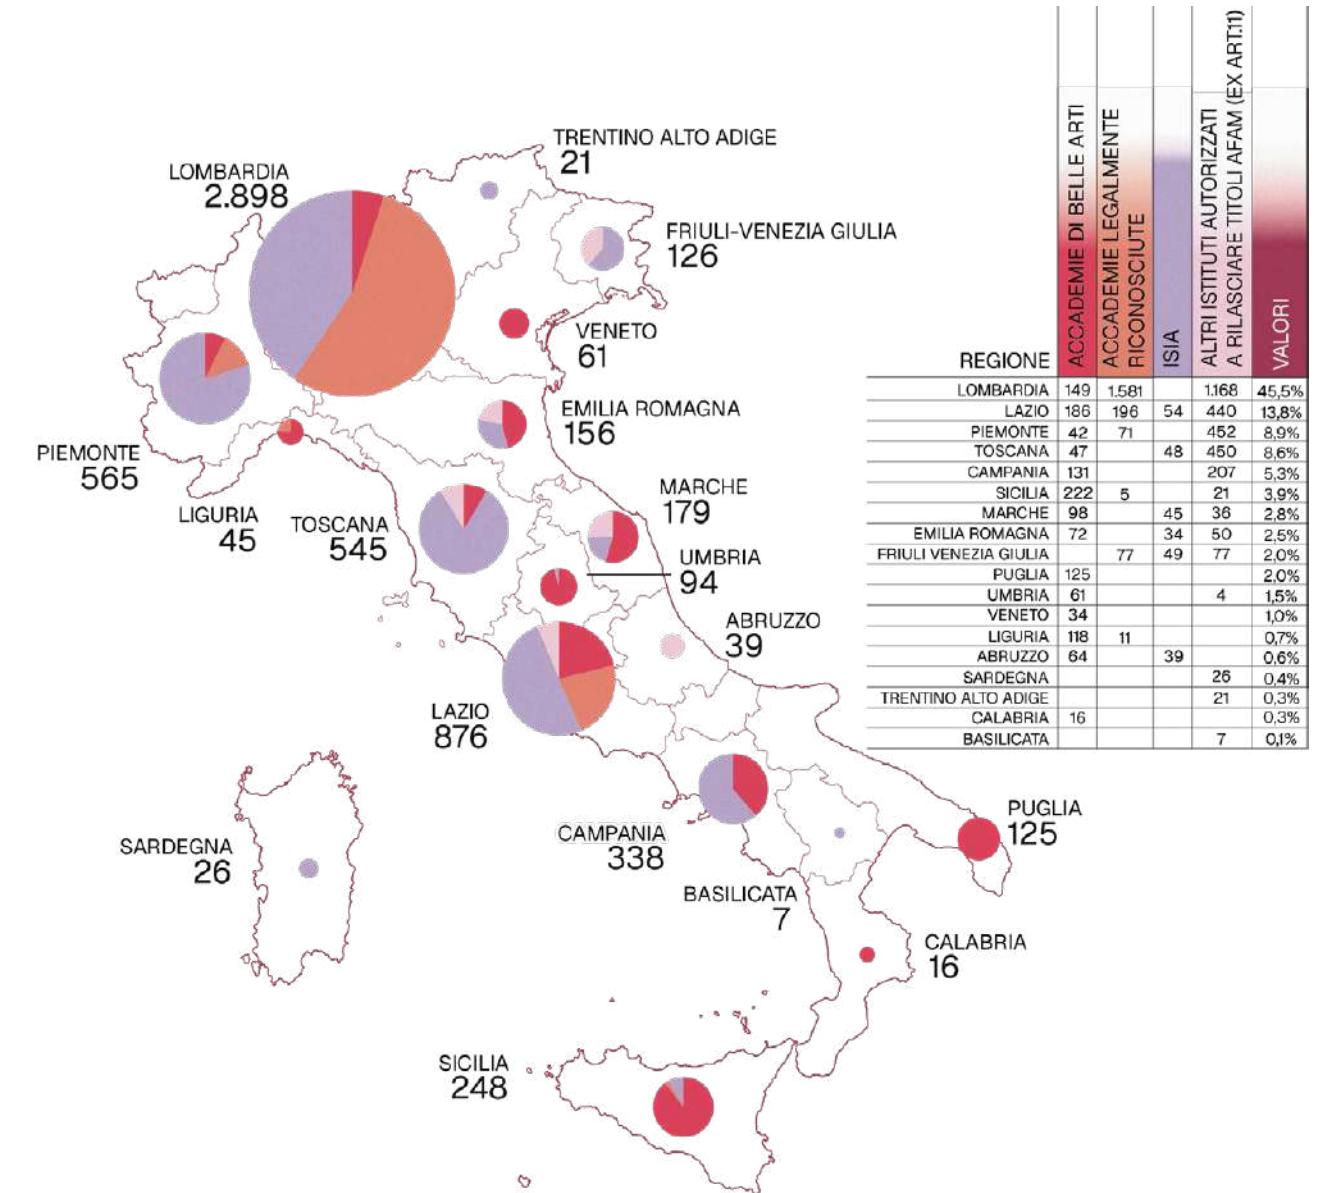 TRENTINO ALTO ADIGE
21
LOMBARDIA
2.898
FRIULI-VENEZIA GIULIA
126
VENETO
61
EMILIA ROMAGNA
156
PIEMONTE
565
LIGURIA
45
TOSCANA
545
MARCHE
179
UMBRIA
94
ABRUZZO
39
LAZIO
876
CAMPANIA
338
PUGLIA
125
SARDEGNA
26
BASILICATA
7
CALABRIA
16
SICILIA
248
REGIONE
ACCADEMIE DI BELLE ARTI
ACCADEMIE LEGALMENTE
RICONOSCIUTE
ISIA
ALTRI ISTITUTI AUTORIZZATI
A RILASCIARE TITOLI AFAM (EX ART.11)
VALORI
LOMBARDIA 149 1.581 1.168 45,5%
LAZIO 186 196 54 440 13,8%
PIEMONTE 42 71 452 8,9%
TOSCANA 47 48 450 8,6%
CAMPANIA 131 207 5,3%
SICILIA 222 5 21 3,9%
MARCHE 98 45 36 2,8%
EMILIA ROMAGNA 72 34 50 2,5%
FRIULI VENEZIA GIULIA 77 49 77 2,0%
PUGLIA 125 2,0%
UMBRIA 61 4 1,5%
VENETO 34 1,0%
LIGURIA 118 11 0,7%
ABRUZZO 64 39 0,6%
SARDEGNA 26 0,4%
TRENTINO ALTO ADIGE 21 0,3%
CALABRIA 16 0,3%
BASILICATA 7 0,1%